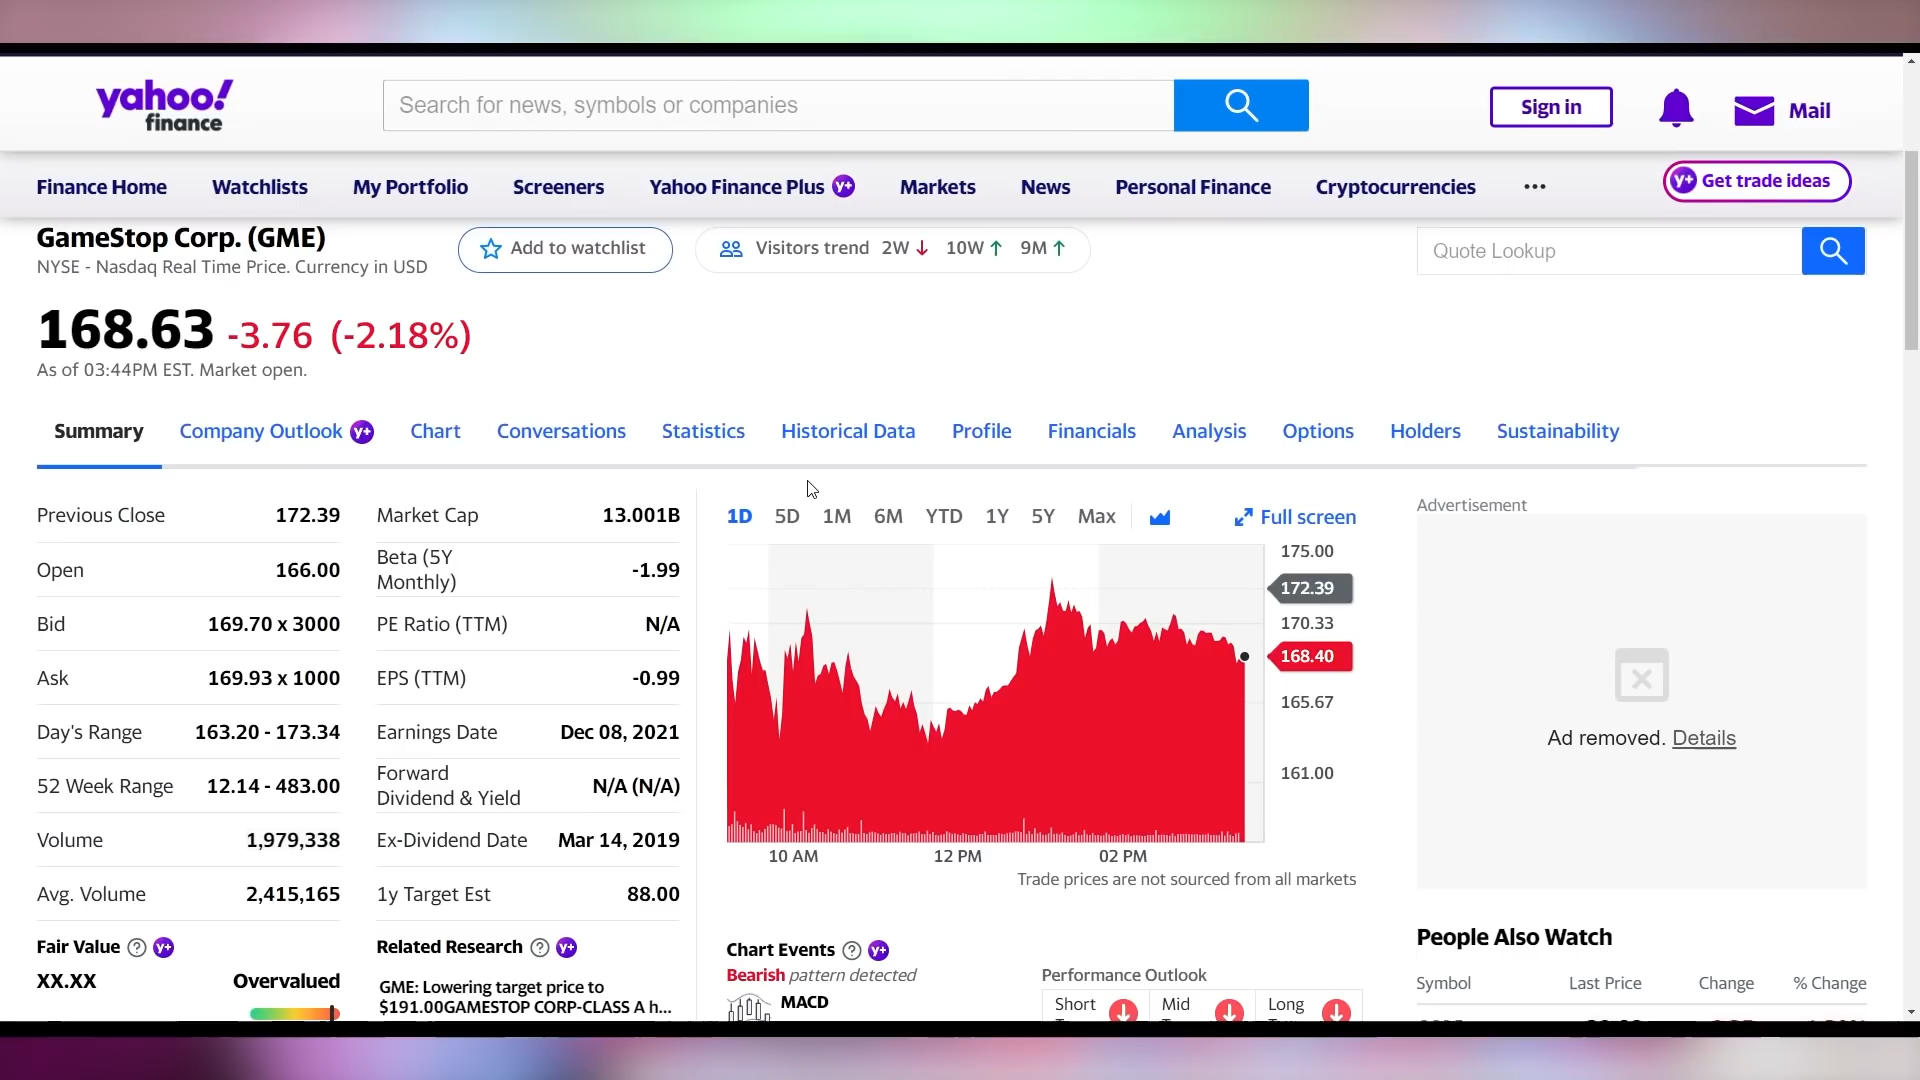 yahoo!
finance
Search for news, symbols or companies
Sign in
Mail
Finance Home
Watchlists
My Portfolio
Screeners
Yahoo Finance Plus y+
Markets
News
Personal Finance
Cryptocurrencies
•••
y+ Get trade ideas
GameStop Corp. (GME)
NYSE - Nasdaq Real Time Price. Currency in USD
Add to watchlist
Visitors trend 2W ↓ 10W ↑ 9M ↑
Quote Lookup
168.63 -3.76 (-2.18%)
As of 03:44PM EST. Market open.
Summary
Company Outlook y+
Chart
Conversations
Statistics
Historical Data
Profile
Financials
Analysis
Options
Holders
Sustainability
Previous Close 172.39
Open 166.00
Bid 169.70 x 3000
Ask 169.93 x 1000
Day's Range 163.20 - 173.34
52 Week Range 12.14 - 483.00
Volume 1,979,338
Avg. Volume 2,415,165
Fair Value ? y+
XX.XX Overvalued
Market Cap 13.001B
Beta (5Y
Monthly) -1.99
PE Ratio (TTM) N/A
EPS (TTM) -0.99
Earnings Date Dec 08, 2021
Forward
Dividend & Yield N/A (N/A)
Ex-Dividend Date Mar 14, 2019
1y Target Est 88.00
Related Research ? y+
GME: Lowering target price to
$191.00GAMESTOP CORP-CLASS A h...
1D 5D 1M 6M YTD 1Y 5Y Max
Full screen
175.00
172.39
170.33
168.40
165.67
161.00
10 AM 12 PM 02 PM
Trade prices are not sourced from all markets
Chart Events ? y+
Bearish pattern detected
MACD
Performance Outlook
Short
Mid
Long
Advertisement
Ad removed. Details
People Also Watch
Symbol Last Price Change % Change